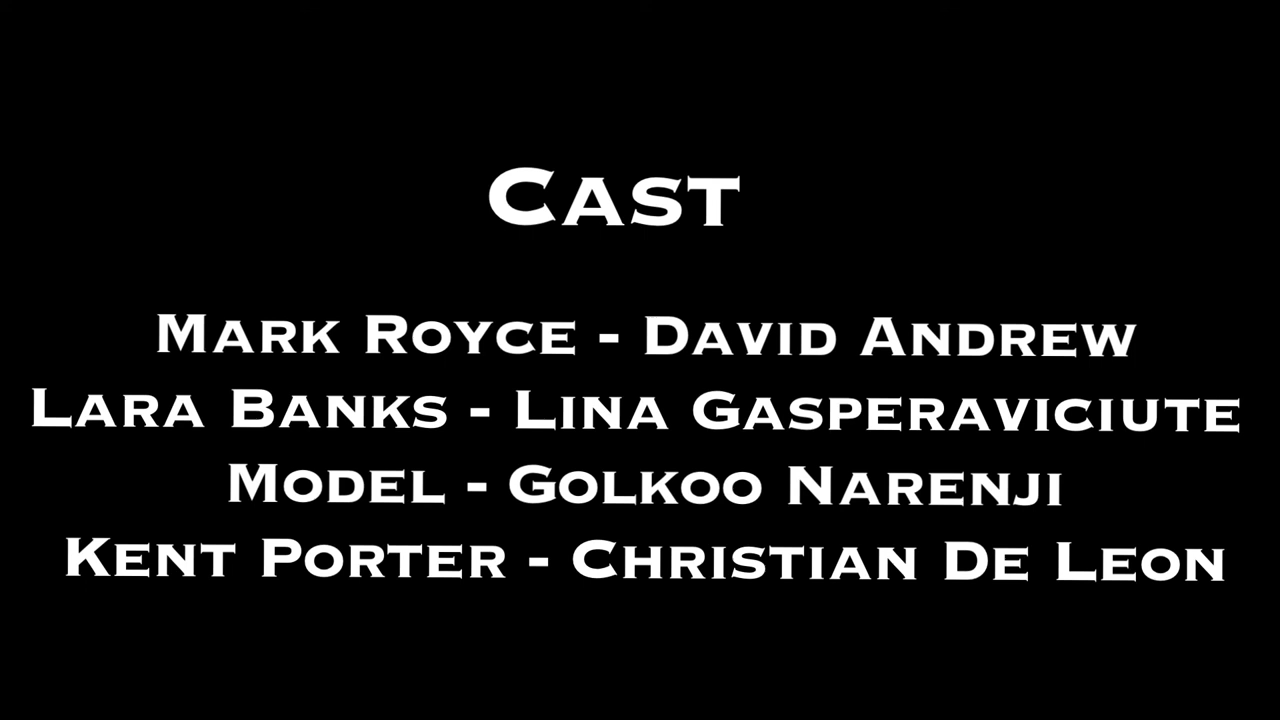 Cast
Mark Royce - David Andrew
Lara Banks - Lina Gasperaviciute
Model - Golkoo Narenji
Kent Porter - Christian De Leon